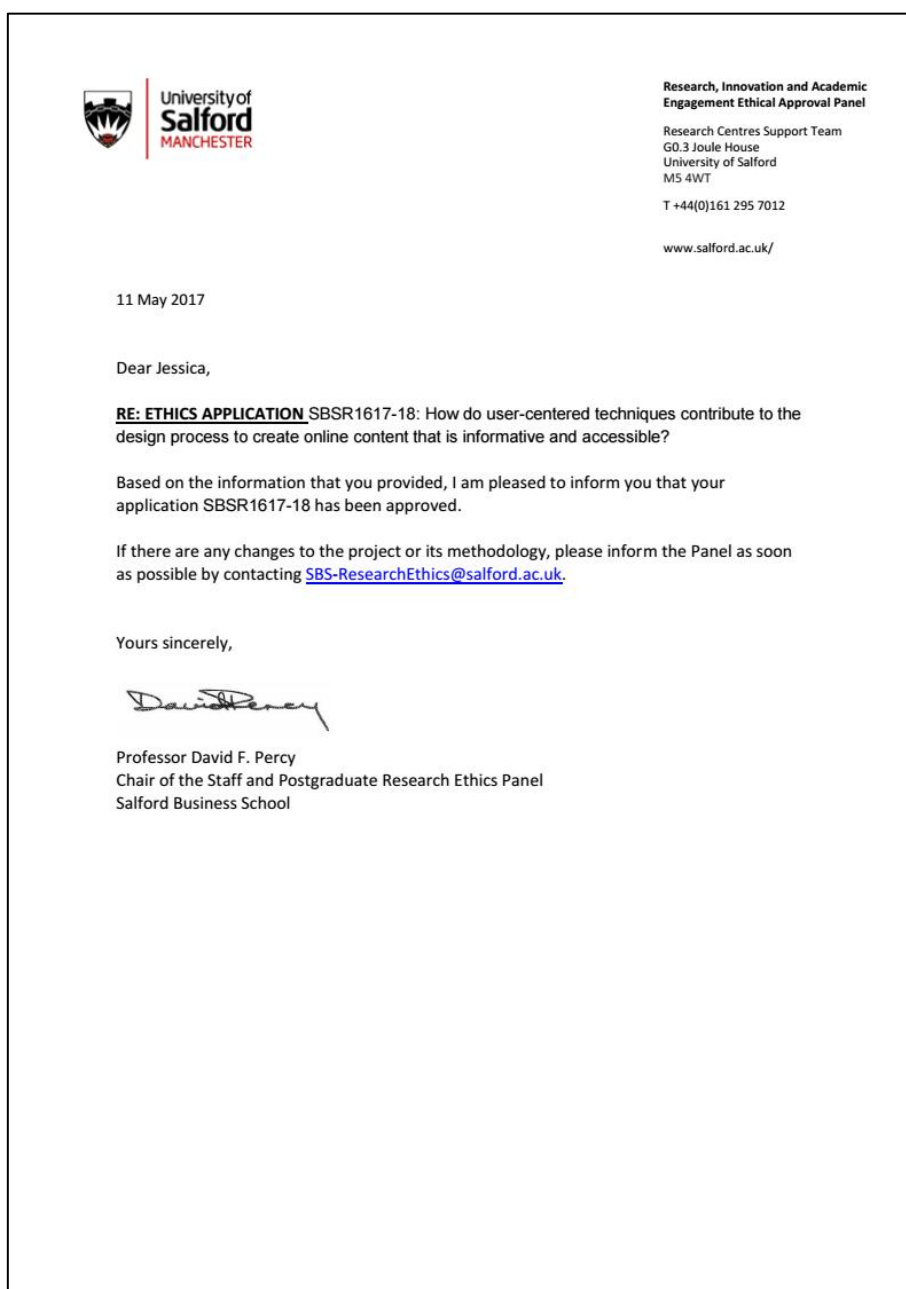 University of
Salford
MANCHESTER
Research, Innovation and Academic
Engagement Ethical Approval Panel
Research Centres Support Team
G0.3 Joule House
University of Salford
M5 4WT
T +44(0)161 295 7012
www.salford.ac.uk/
11 May 2017
Dear Jessica,
RE: ETHICS APPLICATION SBSR1617-18: How do user-centered techniques contribute to the
design process to create online content that is informative and accessible?
Based on the information that you provided, I am pleased to inform you that your
application SBSR1617-18 has been approved.
If there are any changes to the project or its methodology, please inform the Panel as soon
as possible by contacting SBS-ResearchEthics@salford.ac.uk.
Yours sincerely,
David Percy
Professor David F. Percy
Chair of the Staff and Postgraduate Research Ethics Panel
Salford Business School